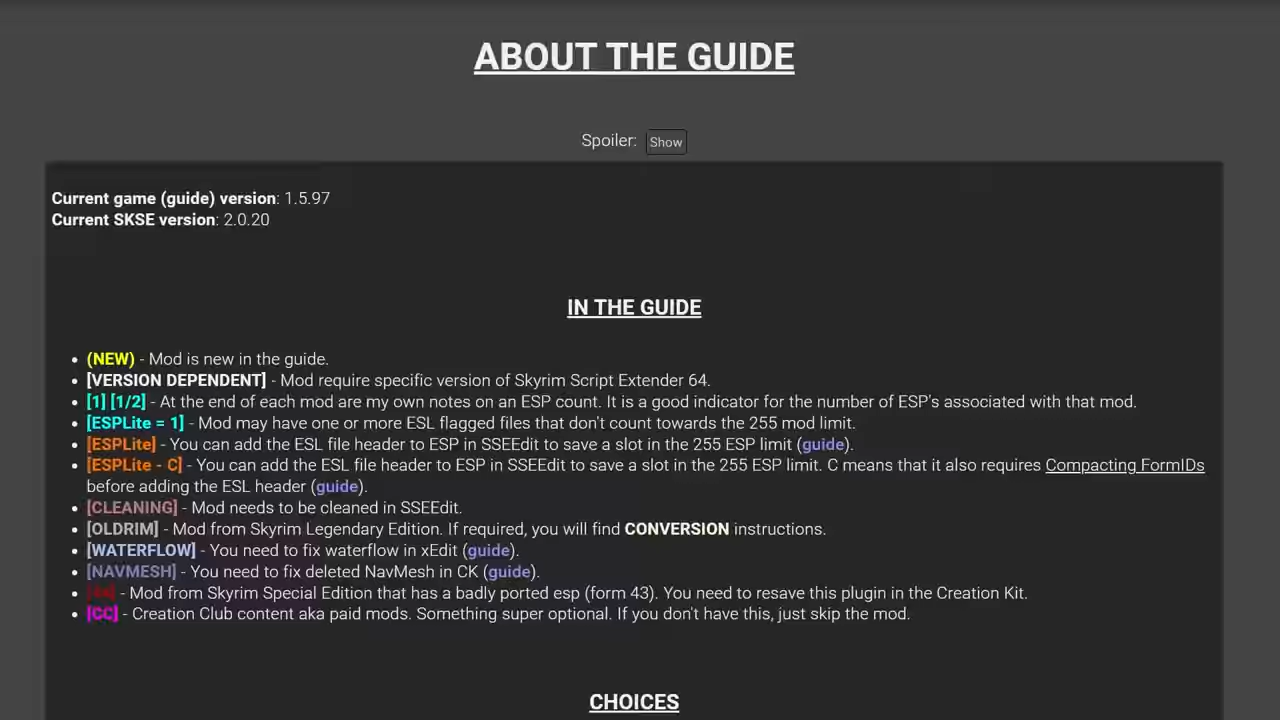 ABOUT THE GUIDE
Spoiler: Show
Current game (guide) version: 1.5.97
Current SKSE version: 2.0.20
IN THE GUIDE
(NEW) - Mod is new in the guide.
[VERSION DEPENDENT] - Mod require specific version of Skyrim Script Extender 64.
[1] [1/2] - At the end of each mod are my own notes on an ESP count. It is a good indicator for the number of ESP's associated with that mod.
[ESPLite = 1] - Mod may have one or more ESL flagged files that don't count towards the 255 mod limit.
[ESPLite] - You can add the ESL file header to ESP in SSEEdit to save a slot in the 255 ESP limit (guide).
[ESPLite - C] - You can add the ESL file header to ESP in SSEEdit to save a slot in the 255 ESP limit. C means that it also requires Compacting FormIDs
before adding the ESL header (guide).
[CLEANING] - Mod needs to be cleaned in SSEEdit.
[OLDRIM] - Mod from Skyrim Legendary Edition. If required, you will find CONVERSION instructions.
[WATERFLOW] - You need to fix waterflow in xEdit (guide).
[NAVMESH] - You need to fix deleted NavMesh in CK (guide).
- Mod from Skyrim Special Edition that has a badly ported esp (form 43). You need to resave this plugin in the Creation Kit.
[CC] - Creation Club content aka paid mods. Something super optional. If you don't have this, just skip the mod.
CHOICES